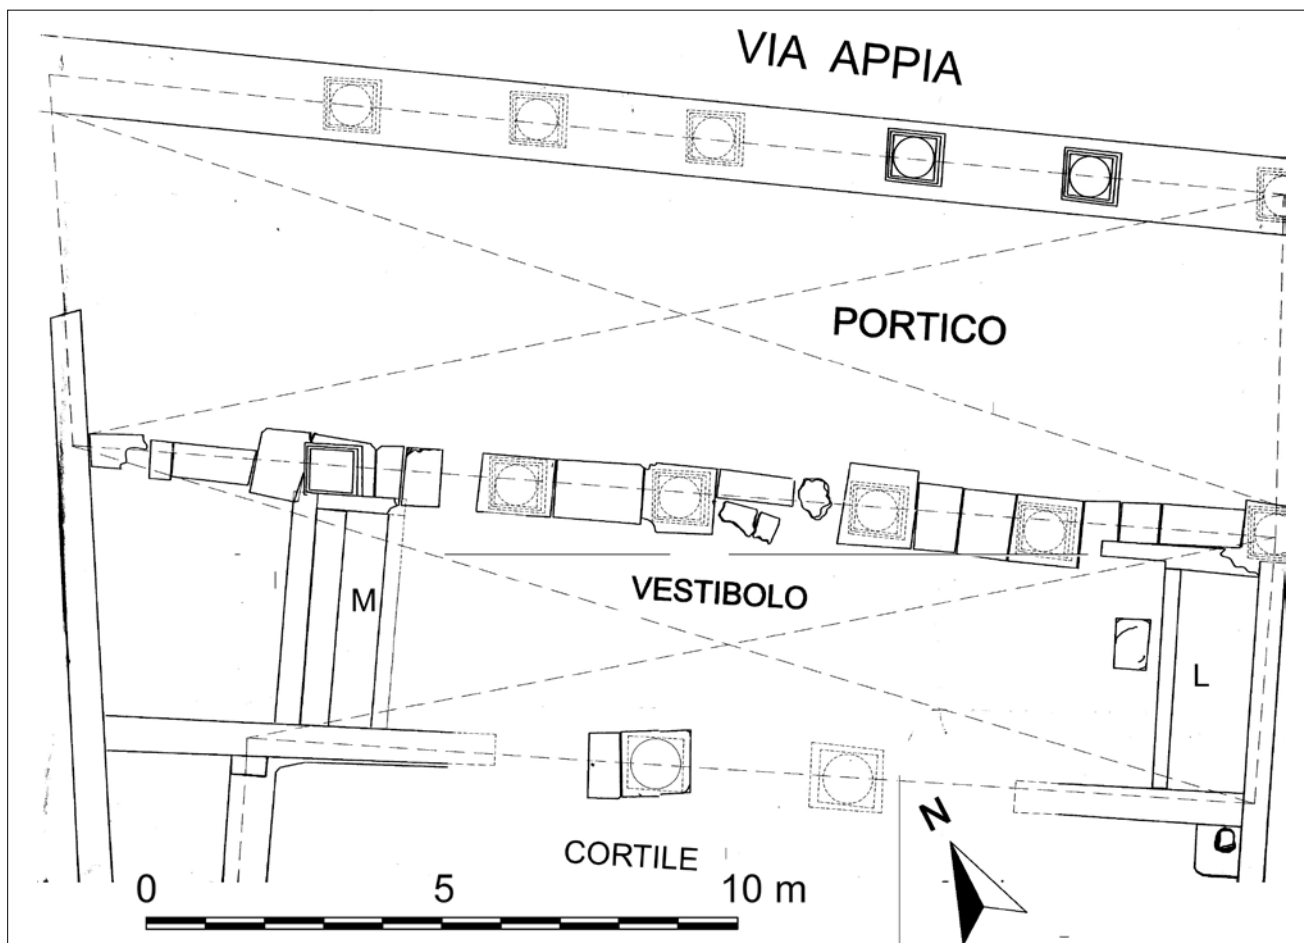 VIA APPIA
PORTICO
VESTIBOLO
M
L
CORTILE
N
0 5 10 m